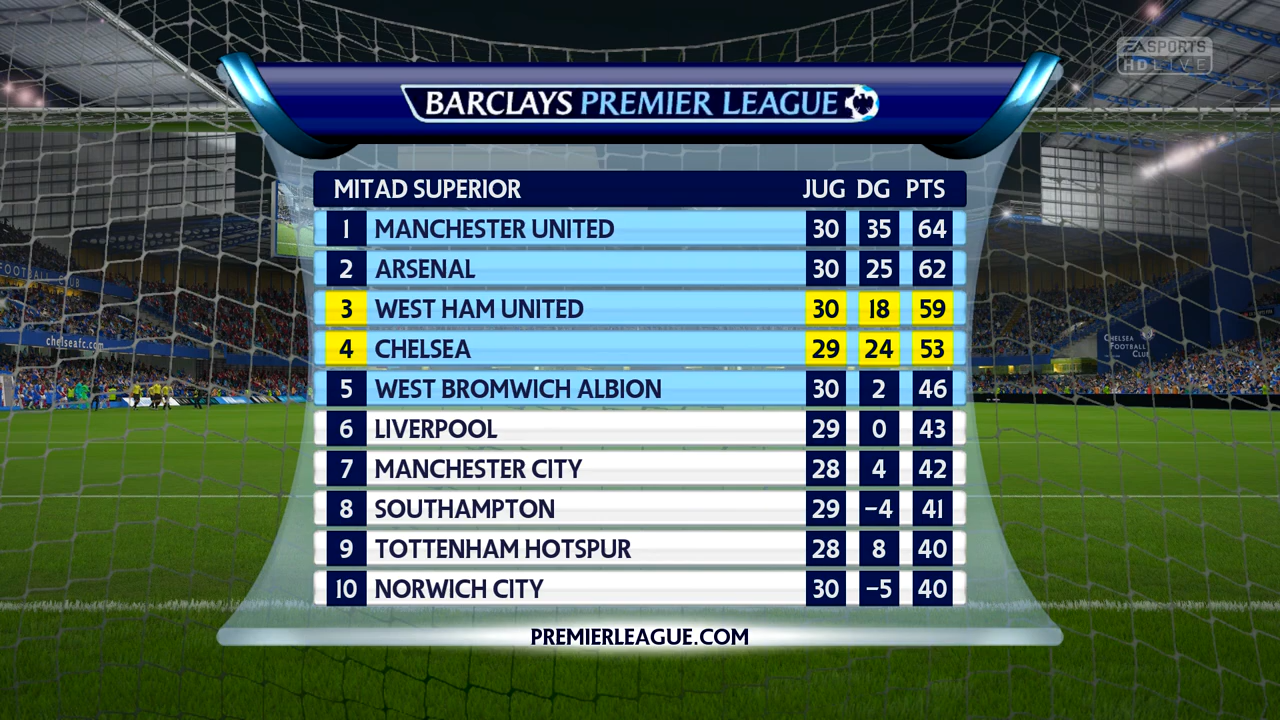 EA SPORTS
HD LIVE
BARCLAYS PREMIER LEAGUE
MITAD SUPERIOR JUG DG PTS
1 MANCHESTER UNITED 30 35 64
2 ARSENAL 30 25 62
3 WEST HAM UNITED 30 18 59
4 CHELSEA 29 24 53
5 WEST BROMWICH ALBION 30 2 46
6 LIVERPOOL 29 0 43
7 MANCHESTER CITY 28 4 42
8 SOUTHAMPTON 29 −4 41
9 TOTTENHAM HOTSPUR 28 8 40
10 NORWICH CITY 30 −5 40
PREMIERLEAGUE.COM
FOOTBALL CLUB
chelseafc.com
CHELSEA
FOOTBALL
CLUB